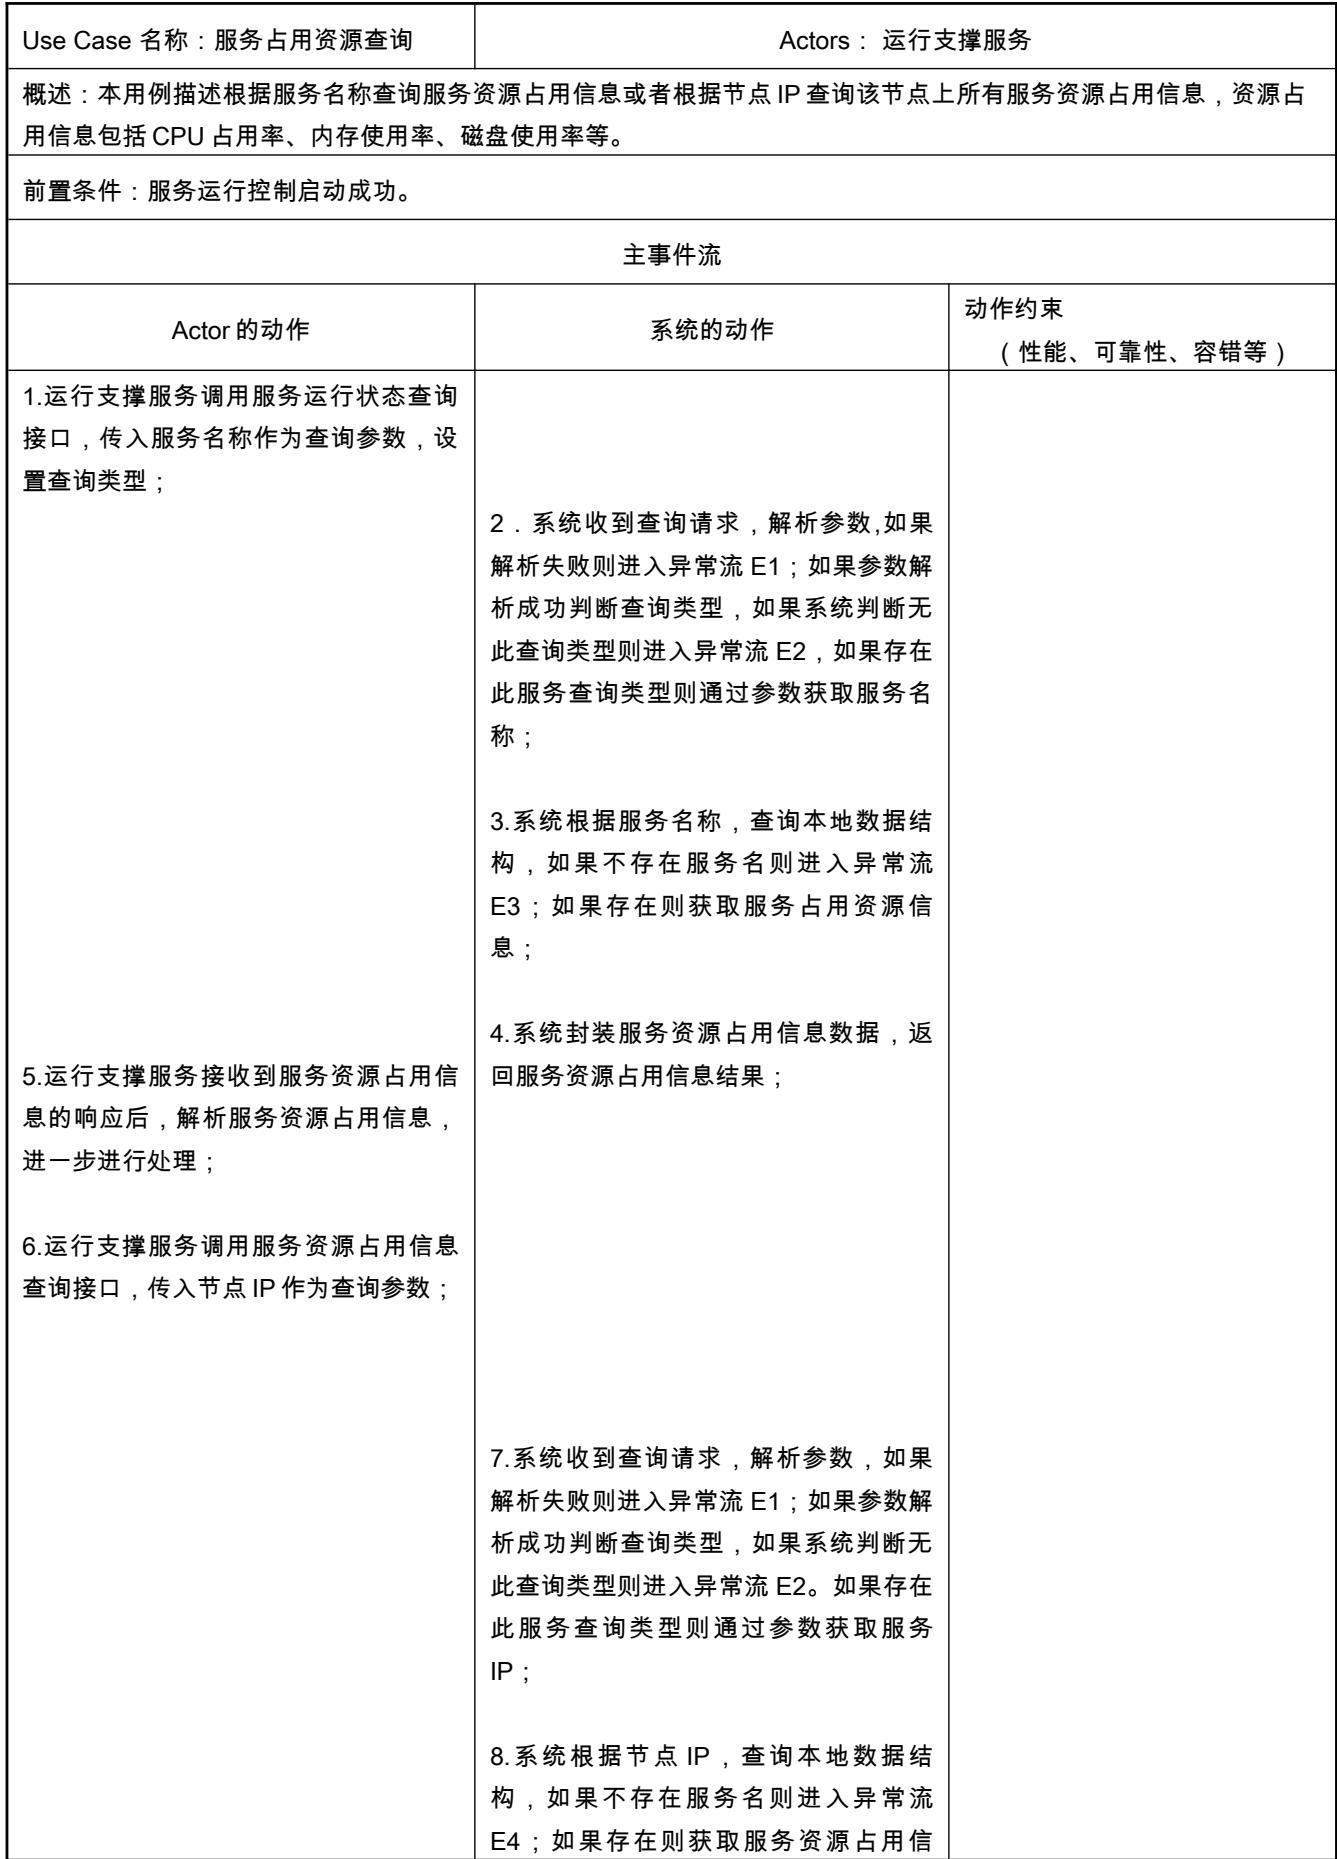 Use Case 名称：服务占用资源查询
Actors： 运行支撑服务
概述：本用例描述根据服务名称查询服务资源占用信息或者根据节点 IP 查询该节点上所有服务资源占用信息，资源占
用信息包括 CPU 占用率、内存使用率、磁盘使用率等。
前置条件：服务运行控制启动成功。
主事件流
Actor 的动作
系统的动作
动作约束
（性能、可靠性、容错等）
1.运行支撑服务调用服务运行状态查询
接口，传入服务名称作为查询参数，设
置查询类型；
2．系统收到查询请求，解析参数,如果
解析失败则进入异常流 E1；如果参数解
析成功判断查询类型，如果系统判断无
此查询类型则进入异常流 E2，如果存在
此服务查询类型则通过参数获取服务名
称；
3.系统根据服务名称，查询本地数据结
构，如果不存在服务名则进入异常流
E3；如果存在则获取服务占用资源信
息；
4.系统封装服务资源占用信息数据，返
回服务资源占用信息结果；
5.运行支撑服务接收到服务资源占用信
息的响应后，解析服务资源占用信息，
进一步进行处理；
6.运行支撑服务调用服务资源占用信息
查询接口，传入节点 IP 作为查询参数；
7.系统收到查询请求，解析参数，如果
解析失败则进入异常流 E1；如果参数解
析成功判断查询类型，如果系统判断无
此查询类型则进入异常流 E2。如果存在
此服务查询类型则通过参数获取服务
IP；
8.系统根据节点 IP，查询本地数据结
构，如果不存在服务名则进入异常流
E4；如果存在则获取服务资源占用信